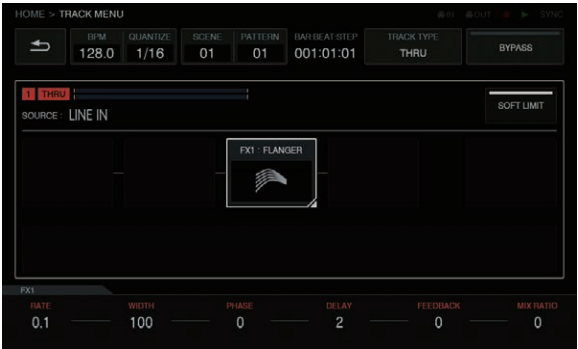 HOME > TRACK MENU IN OUT SYNC
BPM QUANTIZE SCENE PATTERN BAR:BEAT:STEP TRACK TYPE
128.0 1/16 01 01 001:01:01 THRU BYPASS
1 THRU
SOURCE : LINE IN SOFT LIMIT
FX1 : FLANGER
FX1
RATE WIDTH PHASE DELAY FEEDBACK MIX RATIO
0.1 100 0 2 0 0